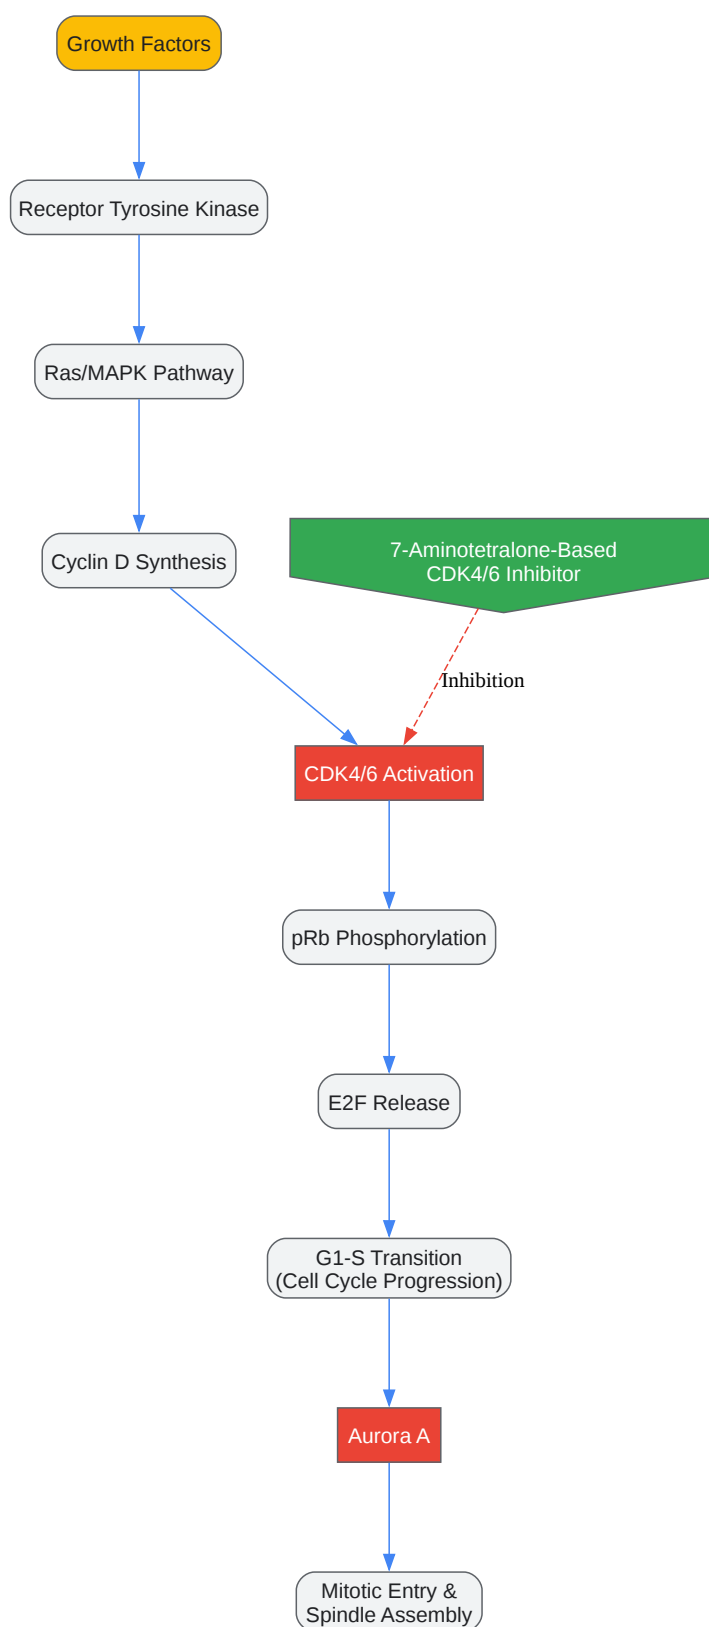 Growth Factors
Receptor Tyrosine Kinase
Ras/MAPK Pathway
Cyclin D Synthesis
7-Aminotetralone-Based
CDK4/6 Inhibitor
Inhibition
CDK4/6 Activation
pRb Phosphorylation
E2F Release
G1-S Transition
(Cell Cycle Progression)
Aurora A
Mitotic Entry &
Spindle Assembly